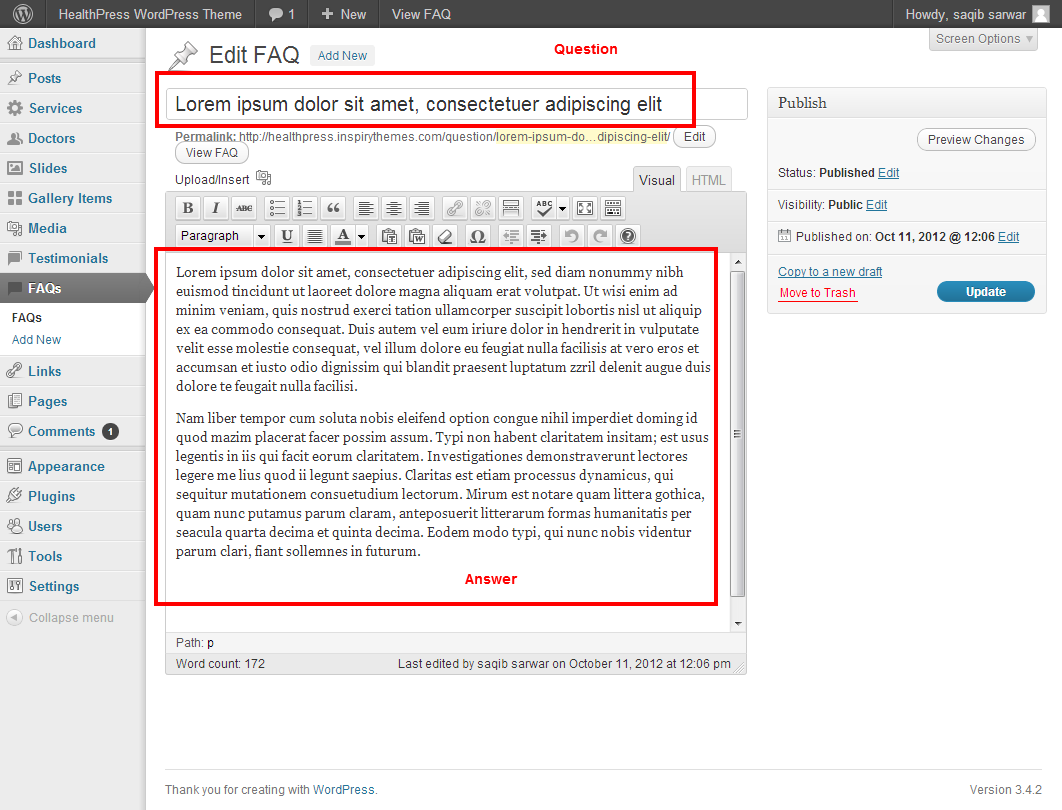 HealthPress WordPress Theme 1 + New View FAQ Howdy, saqib sarwar
Screen Options
Dashboard
Posts
Services
Doctors
Slides
Gallery Items
Media
Testimonials
FAQs
FAQs
Add New
Links
Pages
Comments 1
Appearance
Plugins
Users
Tools
Settings
Collapse menu
Edit FAQ Add New
Question
Lorem ipsum dolor sit amet, consectetuer adipiscing elit
Permalink: http://healthpress.inspirythemes.com/question/lorem-ipsum-do…dipiscing-elit/ Edit
View FAQ
Upload/Insert
Visual HTML
B I ABC ABC
Paragraph U A T W Ω
Lorem ipsum dolor sit amet, consectetuer adipiscing elit, sed diam nonummy nibh
euismod tincidunt ut laoreet dolore magna aliquam erat volutpat. Ut wisi enim ad
minim veniam, quis nostrud exerci tation ullamcorper suscipit lobortis nisl ut aliquip
ex ea commodo consequat. Duis autem vel eum iriure dolor in hendrerit in vulputate
velit esse molestie consequat, vel illum dolore eu feugiat nulla facilisis at vero eros et
accumsan et iusto odio dignissim qui blandit praesent luptatum zzril delenit augue duis
dolore te feugait nulla facilisi.
Nam liber tempor cum soluta nobis eleifend option congue nihil imperdiet doming id
quod mazim placerat facer possim assum. Typi non habent claritatem insitam; est usus
legentis in iis qui facit eorum claritatem. Investigationes demonstraverunt lectores
legere me lius quod ii legunt saepius. Claritas est etiam processus dynamicus, qui
sequitur mutationem consuetudium lectorum. Mirum est notare quam littera gothica,
quam nunc putamus parum claram, anteposuerit litterarum formas humanitatis per
seacula quarta decima et quinta decima. Eodem modo typi, qui nunc nobis videntur
parum clari, fiant sollemnes in futurum.
Answer
Path: p
Word count: 172 Last edited by saqib sarwar on October 11, 2012 at 12:06 pm
Publish
Preview Changes
Status: Published Edit
Visibility: Public Edit
Published on: Oct 11, 2012 @ 12:06 Edit
Copy to a new draft
Move to Trash Update
Thank you for creating with WordPress. Version 3.4.2